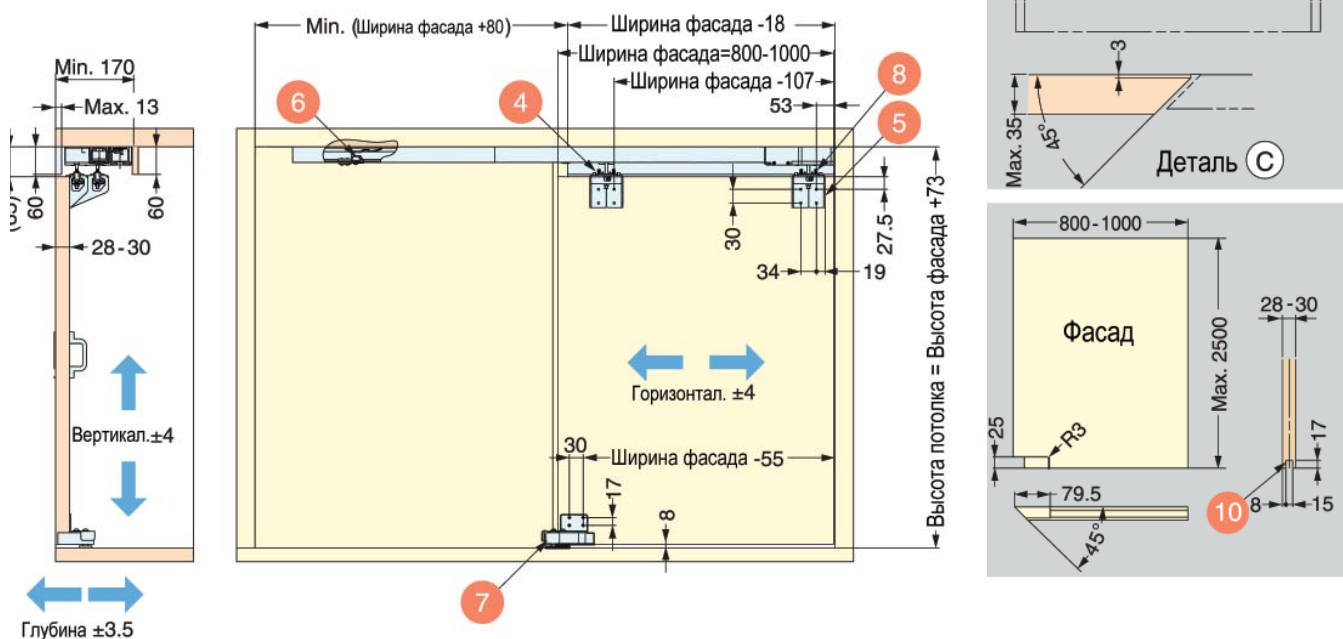 Min. (Ширина фасада +80)
Ширина фасада -18
Ширина фасада=800-1000
Ширина фасада -107
53
8
6
4
5
Min. 170
Max. 13
60
60
28-30
30
27.5
34
19
Высота потолка = Высота фасада +73
Горизонтал. ±4
Вертикал.±4
30
Ширина фасада -55
17
8
7
Глубина ±3.5
3
Max. 35
45°
Деталь C
800-1000
Фасад
Max. 2500
28-30
25
R3
79.5
45°
17
10
8
15